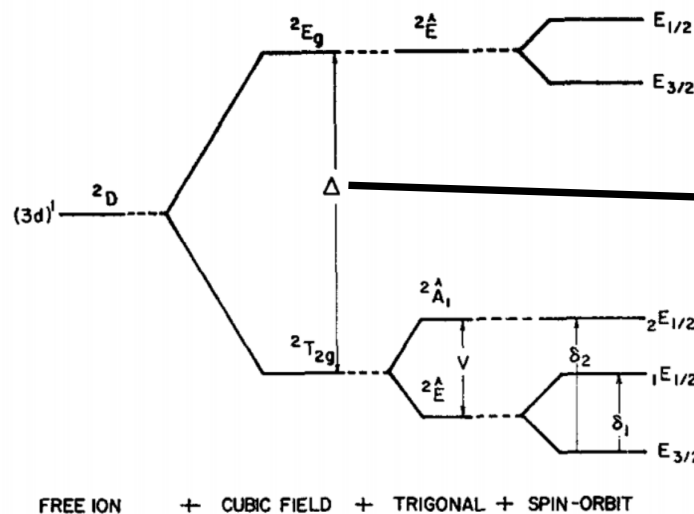 ²E_g
²Ê
E₁/₂
E₃/₂
Δ
(3d)¹
²D
²Â₁
₂E₁/₂
²T₂g
V
δ₂
₁E₁/₂
²Ê
δ₁
E₃/₂
FREE ION + CUBIC FIELD + TRIGONAL + SPIN-ORBIT